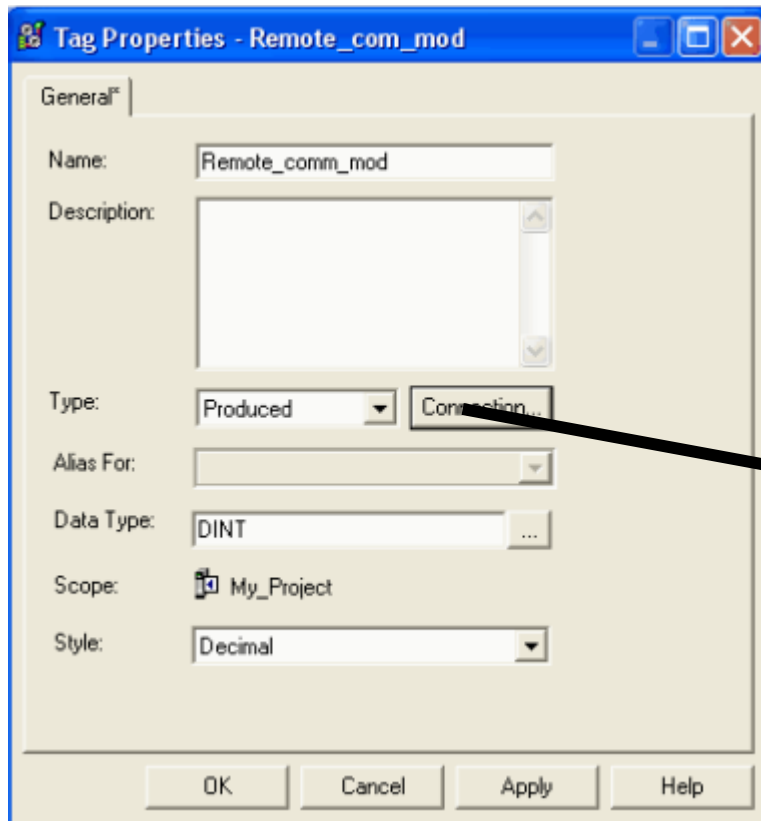 Tag Properties - Remote_com_mod
General*
Name: Remote_comm_mod
Description:
Type: Produced Connection...
Alias For:
Data Type: DINT ...
Scope: My_Project
Style: Decimal
OK Cancel Apply Help